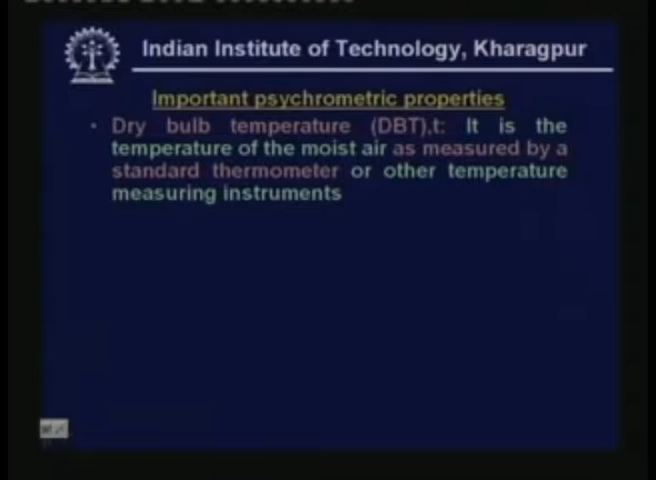 Indian Institute of Technology, Kharagpur
Important psychrometric properties
• Dry bulb temperature (DBT),t: It is the
temperature of the moist air as measured by a
standard thermometer or other temperature
measuring instruments